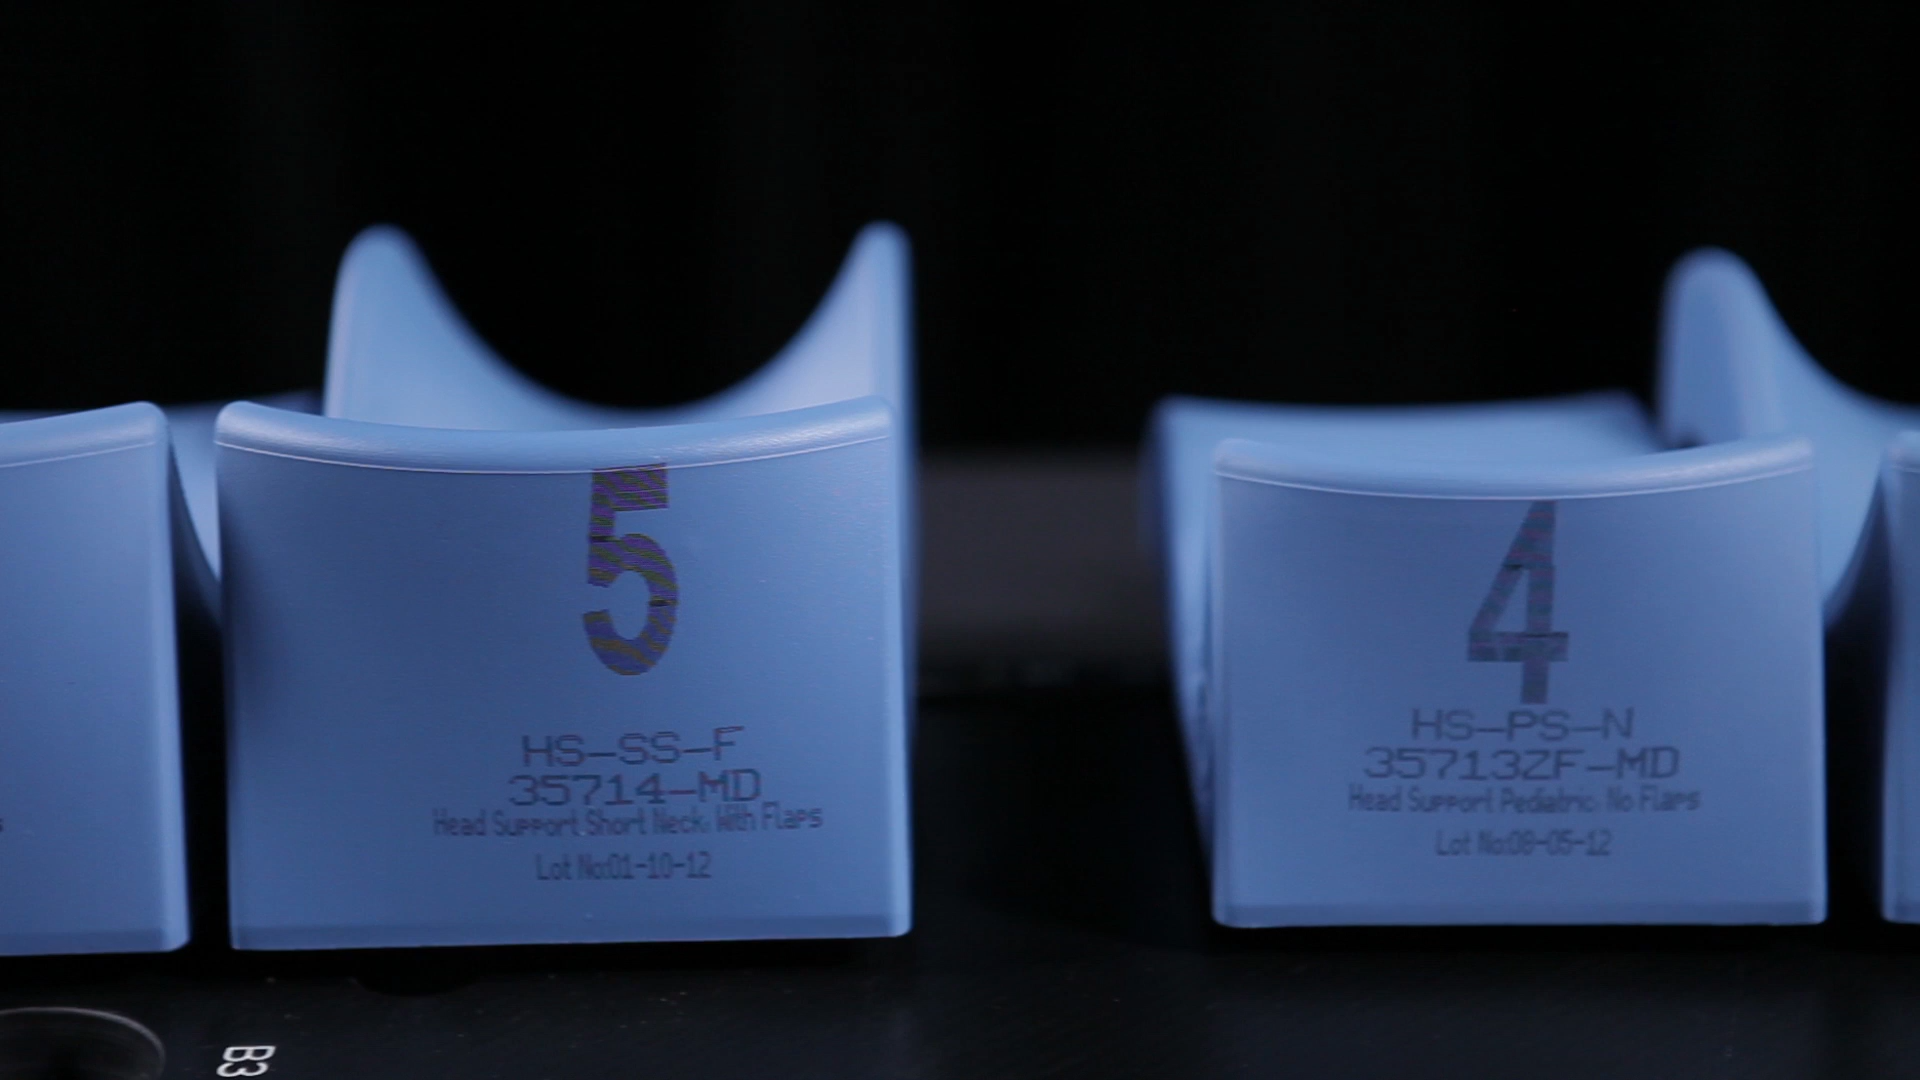 5
HS-SS-F
35714-MD
Head Support Short Neck, With Flaps
Lot No:01-10-12
4
HS-PS-N
35713ZF-MD
Head Support Pediatric, No Flaps
Lot No:08-05-12
B3